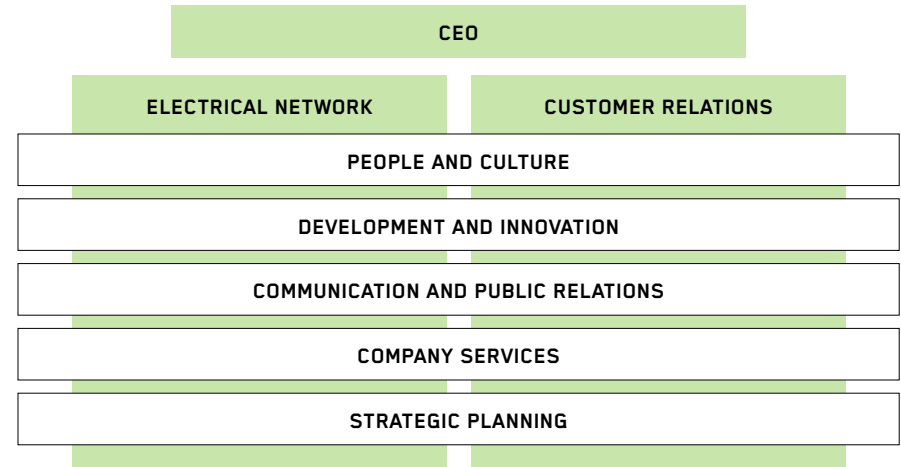 CEO
ELECTRICAL NETWORK
CUSTOMER RELATIONS
PEOPLE AND CULTURE
DEVELOPMENT AND INNOVATION
COMMUNICATION AND PUBLIC RELATIONS
COMPANY SERVICES
STRATEGIC PLANNING